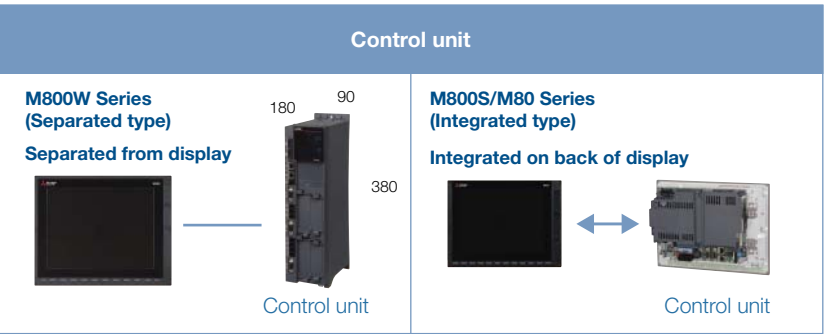 Control unit
M800W Series
(Separated type)
Separated from display
180
90
380
Control unit
M800S/M80 Series
(Integrated type)
Integrated on back of display
Control unit